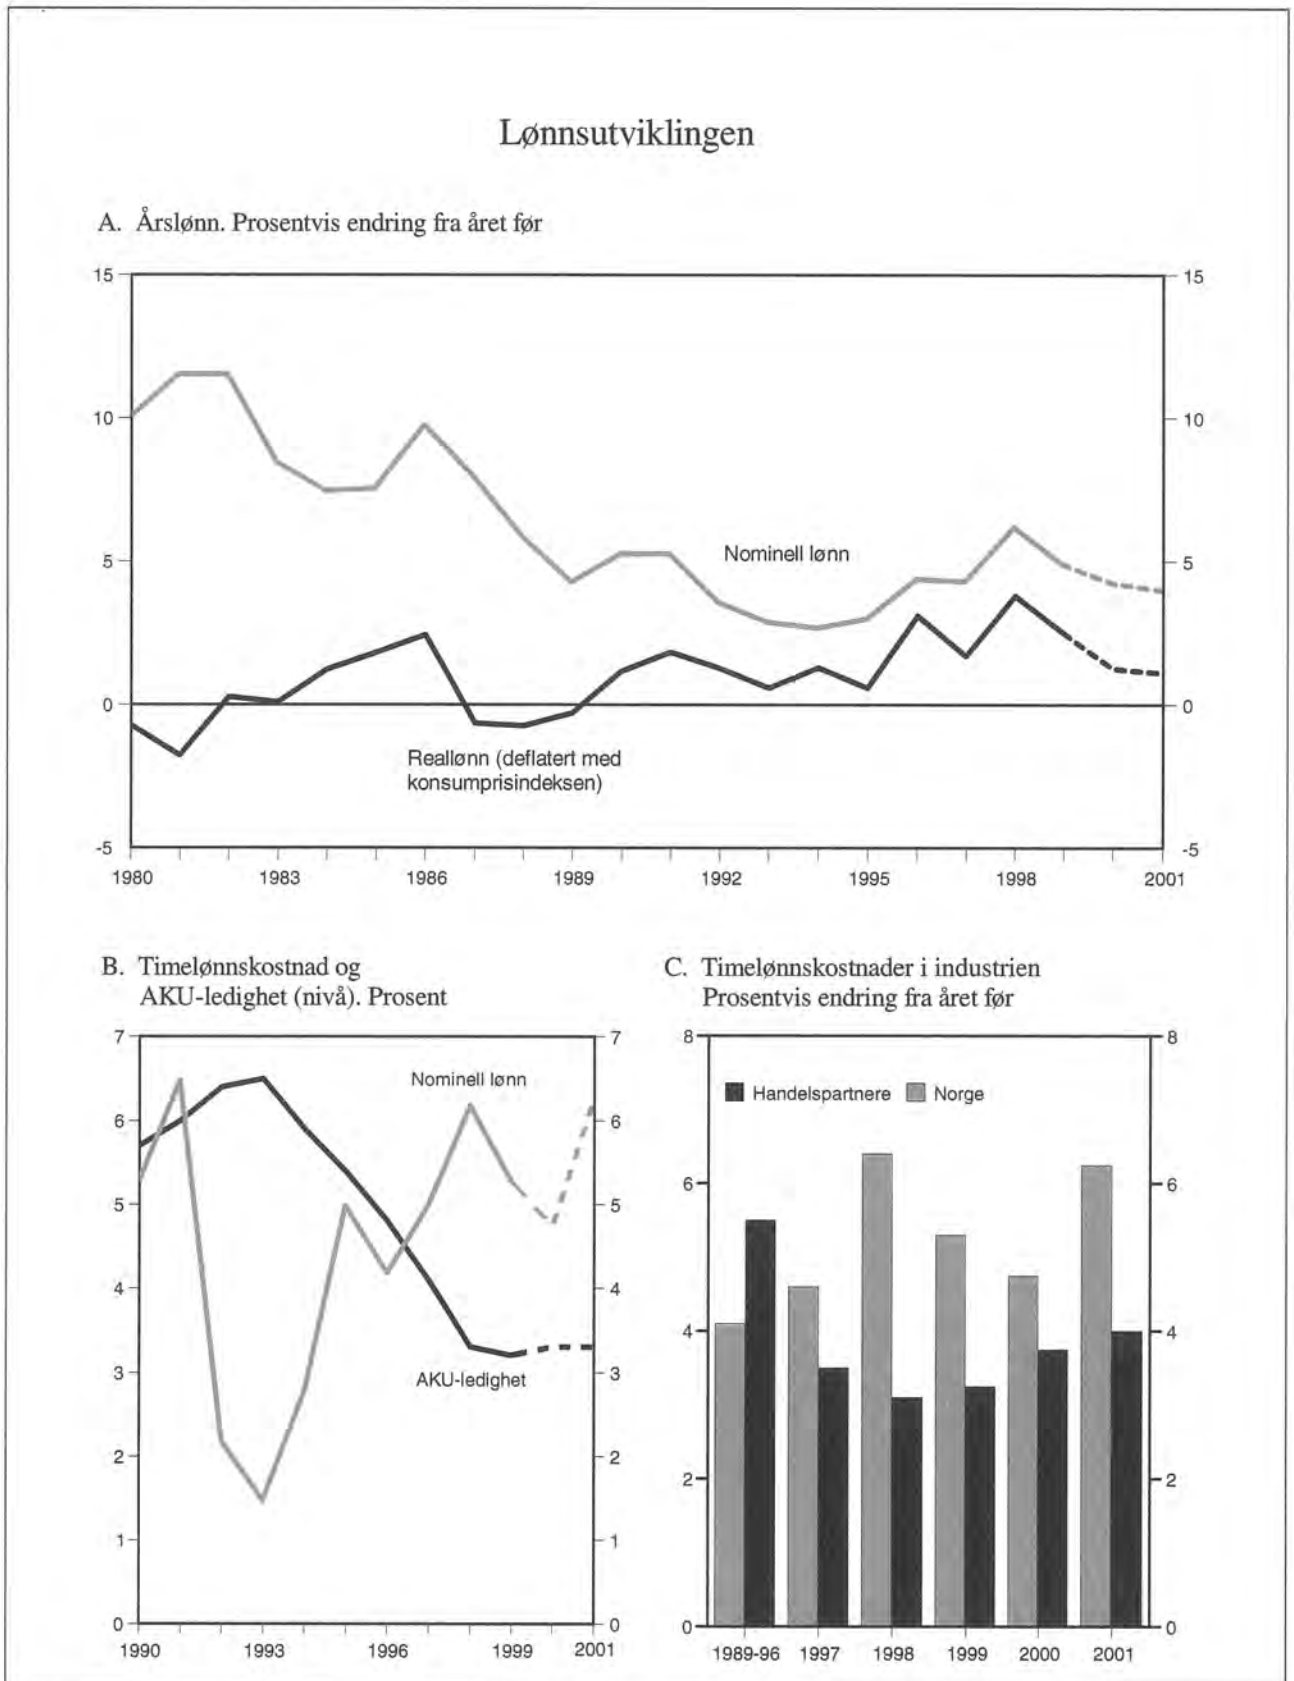 Lønnsutviklingen
A. Årslønn. Prosentvis endring fra året før
15 15
10 10
5 5
0 0
-5 -5
Nominell lønn
Reallønn (deflatert med
konsumprisindeksen)
1980 1983 1986 1989 1992 1995 1998 2001
B. Timelønnskostnad og
AKU-ledighet (nivå). Prosent
7 7
6 6
5 5
4 4
3 3
2 2
1 1
0 0
Nominell lønn
AKU-ledighet
1990 1993 1996 1999 2001
C. Timelønnskostnader i industrien
Prosentvis endring fra året før
8 8
6 6
4 4
2 2
0 0
Handelspartnere Norge
1989-96 1997 1998 1999 2000 2001